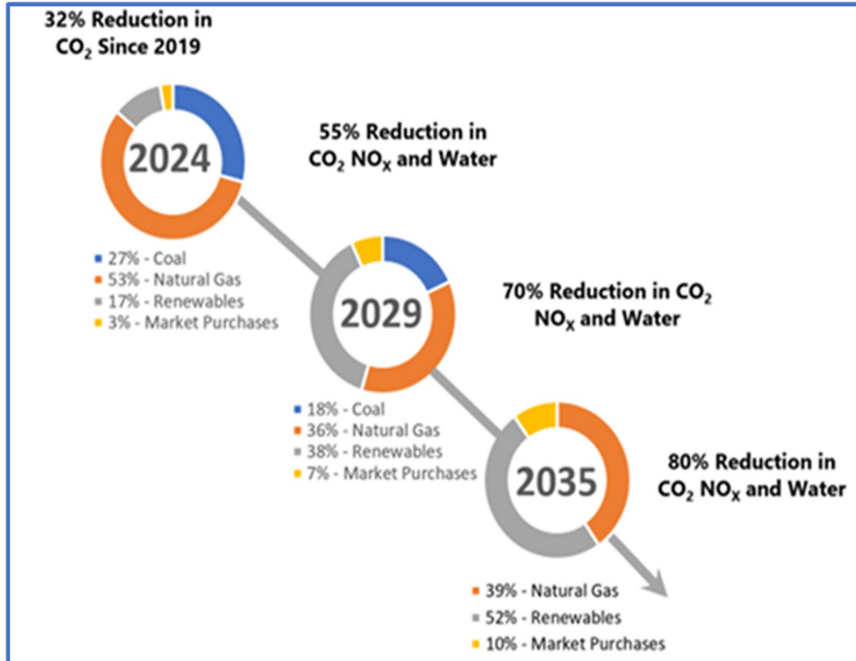 32% Reduction in
CO₂ Since 2019
2024
27% - Coal
53% - Natural Gas
17% - Renewables
3% - Market Purchases
55% Reduction in
CO₂ NOₓ and Water
2029
18% - Coal
36% - Natural Gas
38% - Renewables
7% - Market Purchases
70% Reduction in CO₂
NOₓ and Water
2035
39% - Natural Gas
52% - Renewables
10% - Market Purchases
80% Reduction in
CO₂ NOₓ and Water